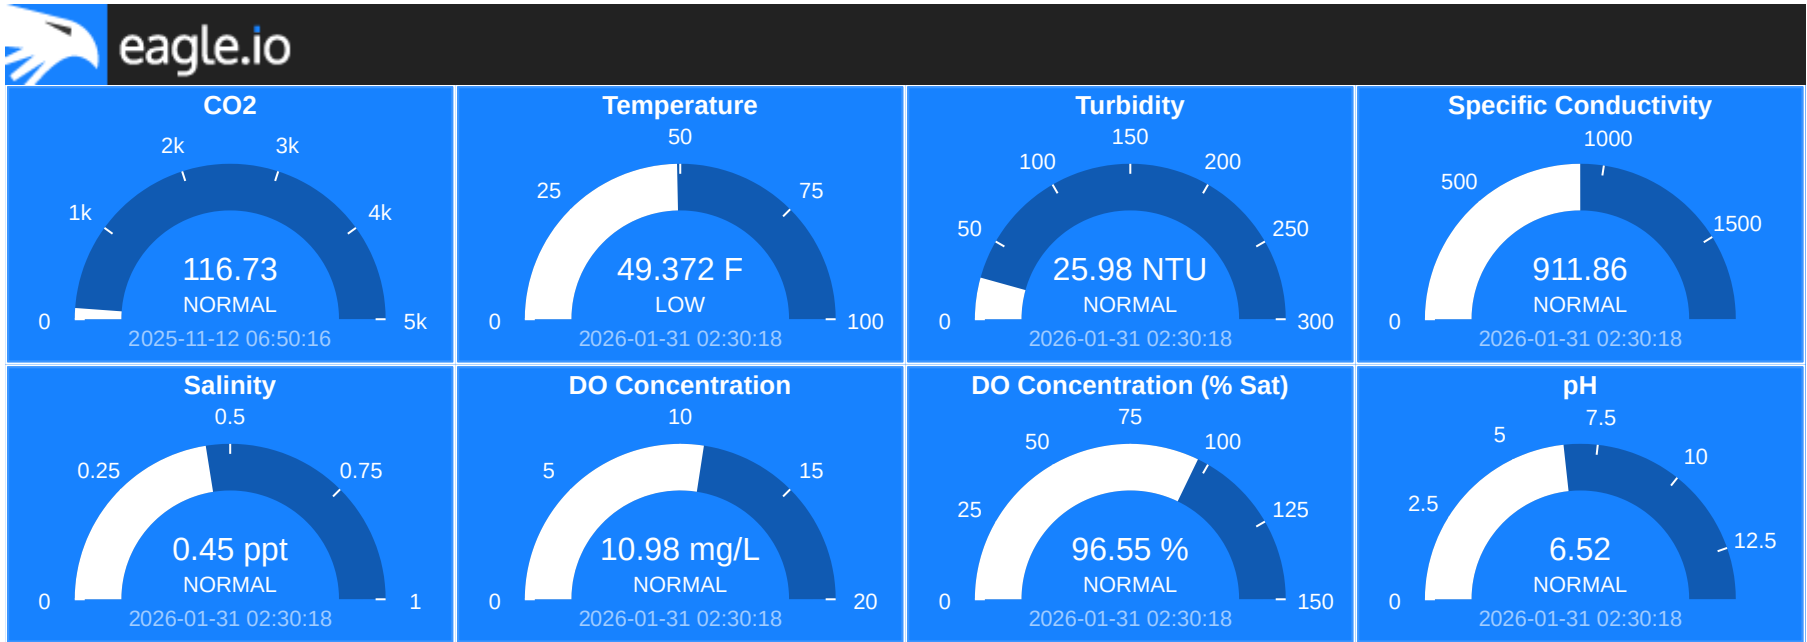 eagle.io
CO2
0
1k
2k
3k
4k
5k
116.73
NORMAL
2025-11-12 06:50:16
Temperature
0
25
50
75
100
49.372 F
LOW
2026-01-31 02:30:18
Turbidity
0
50
100
150
200
250
300
25.98 NTU
NORMAL
2026-01-31 02:30:18
Specific Conductivity
0
500
1000
1500
911.86
NORMAL
2026-01-31 02:30:18
Salinity
0
0.25
0.5
0.75
1
0.45 ppt
NORMAL
2026-01-31 02:30:18
DO Concentration
0
5
10
15
20
10.98 mg/L
NORMAL
2026-01-31 02:30:18
DO Concentration (% Sat)
0
25
50
75
100
125
150
96.55 %
NORMAL
2026-01-31 02:30:18
pH
0
2.5
5
7.5
10
12.5
6.52
NORMAL
2026-01-31 02:30:18